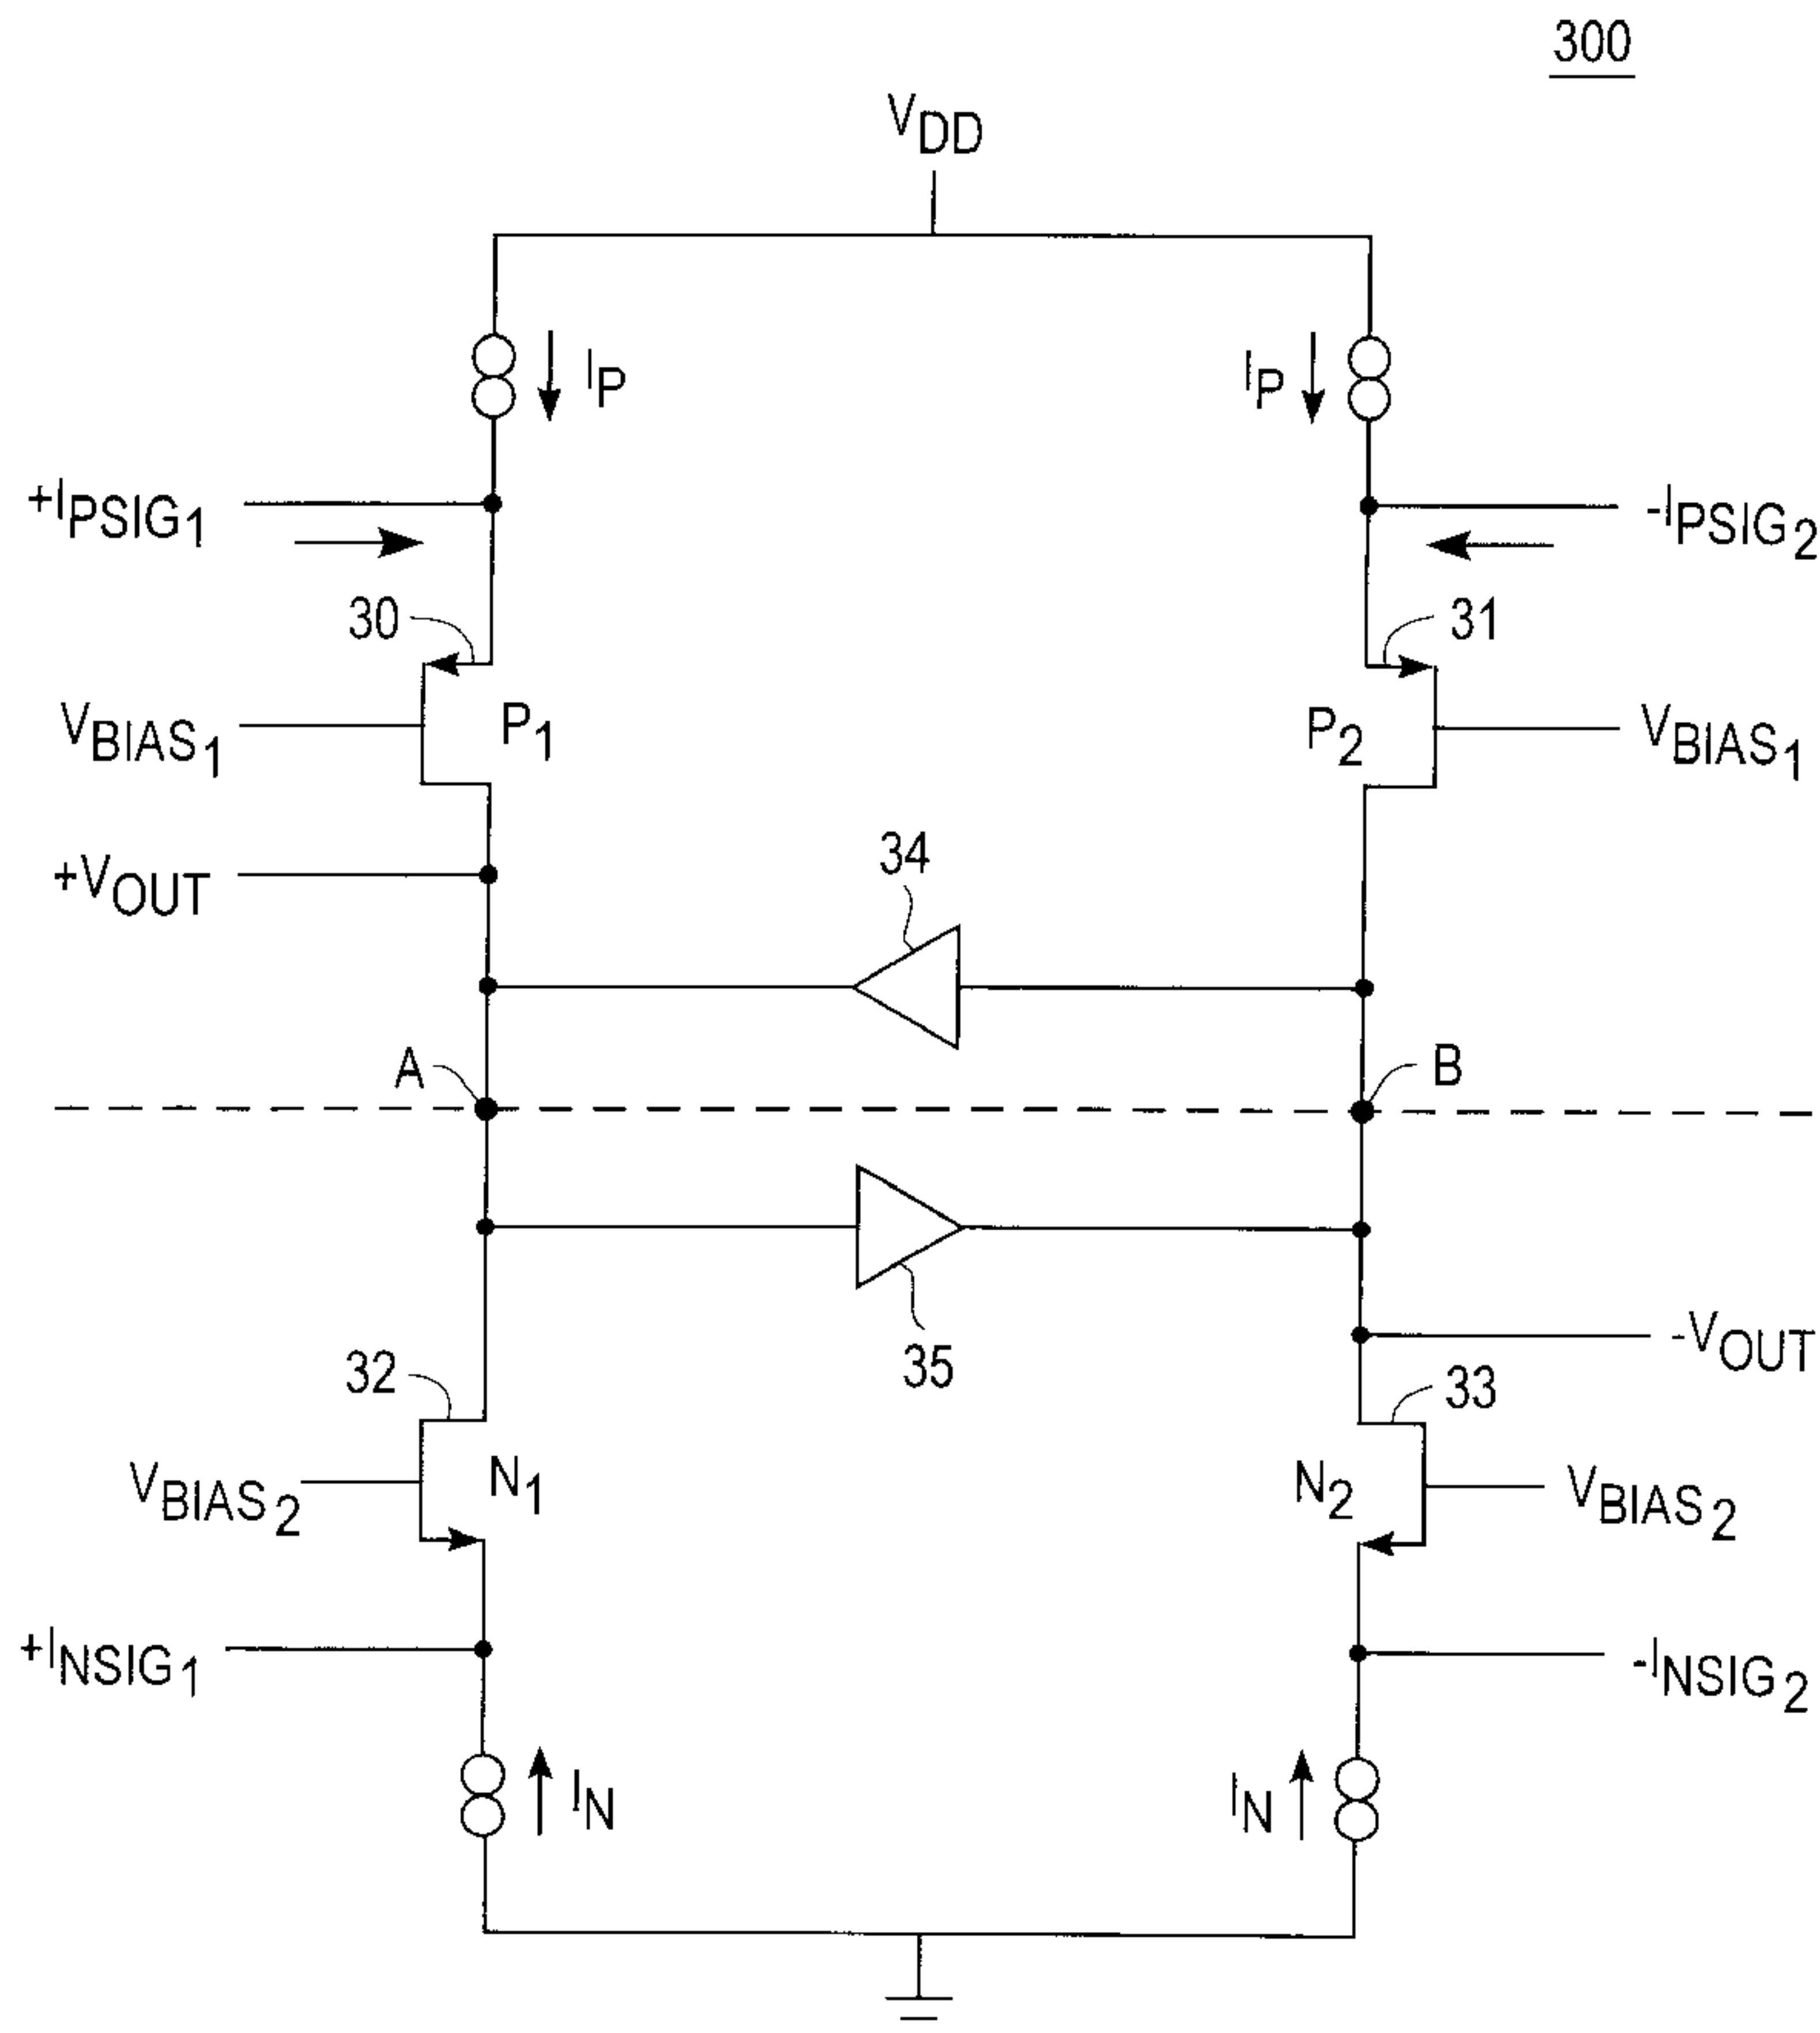 300
VDD
IP
IP
+IPSIG1
-IPSIG2
30
31
VBIAS1
P1
P2
VBIAS1
+VOUT
34
A
B
35
-VOUT
32
33
VBIAS2
N1
N2
VBIAS2
+INSIG1
-INSIG2
IN
IN